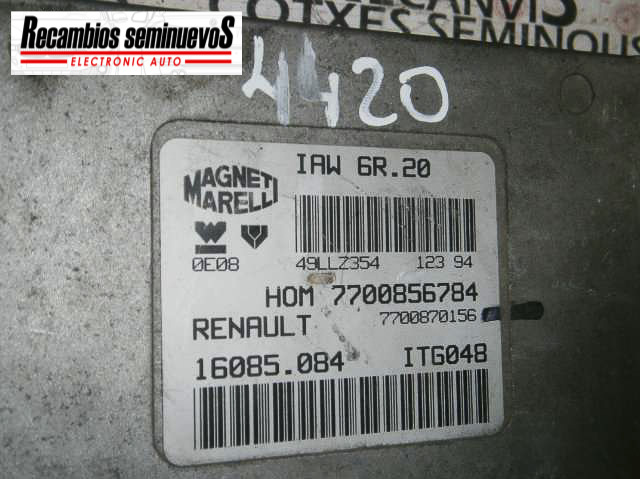 Recambios seminuevoS
ELECTRONIC AUTO
COTXES SEMINOUS
4420
IAW 6R.20
MAGNETI
MARELLI
0E08
49LLZ354 123 94
HOM 7700856784
RENAULT 7700870156
16085.084 ITG048